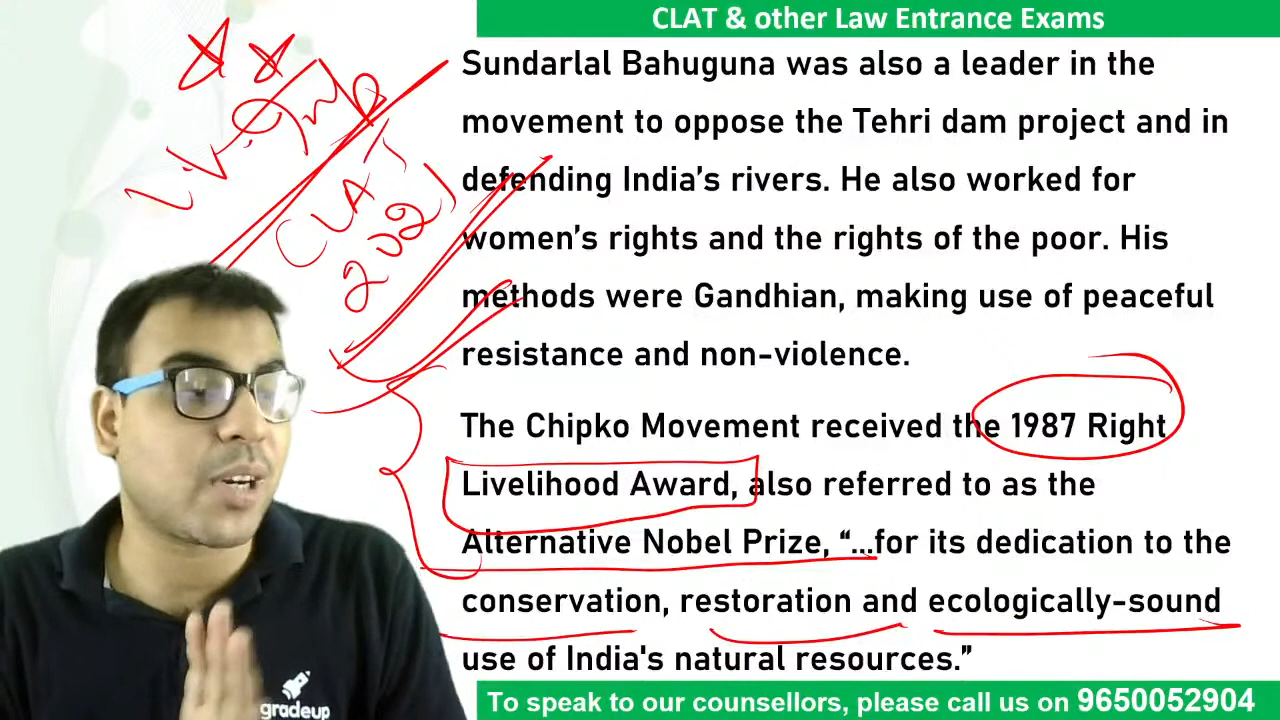 CLAT & other Law Entrance Exams
Sundarlal Bahuguna was also a leader in the
movement to oppose the Tehri dam project and in
defending India's rivers. He also worked for
women's rights and the rights of the poor. His
methods were Gandhian, making use of peaceful
resistance and non-violence.
The Chipko Movement received the 1987 Right
Livelihood Award, also referred to as the
Alternative Nobel Prize, “...for its dedication to the
conservation, restoration and ecologically-sound
use of India's natural resources.”
V.V. Imp
CLAT
2021
gradeup
To speak to our counsellors, please call us on 9650052904